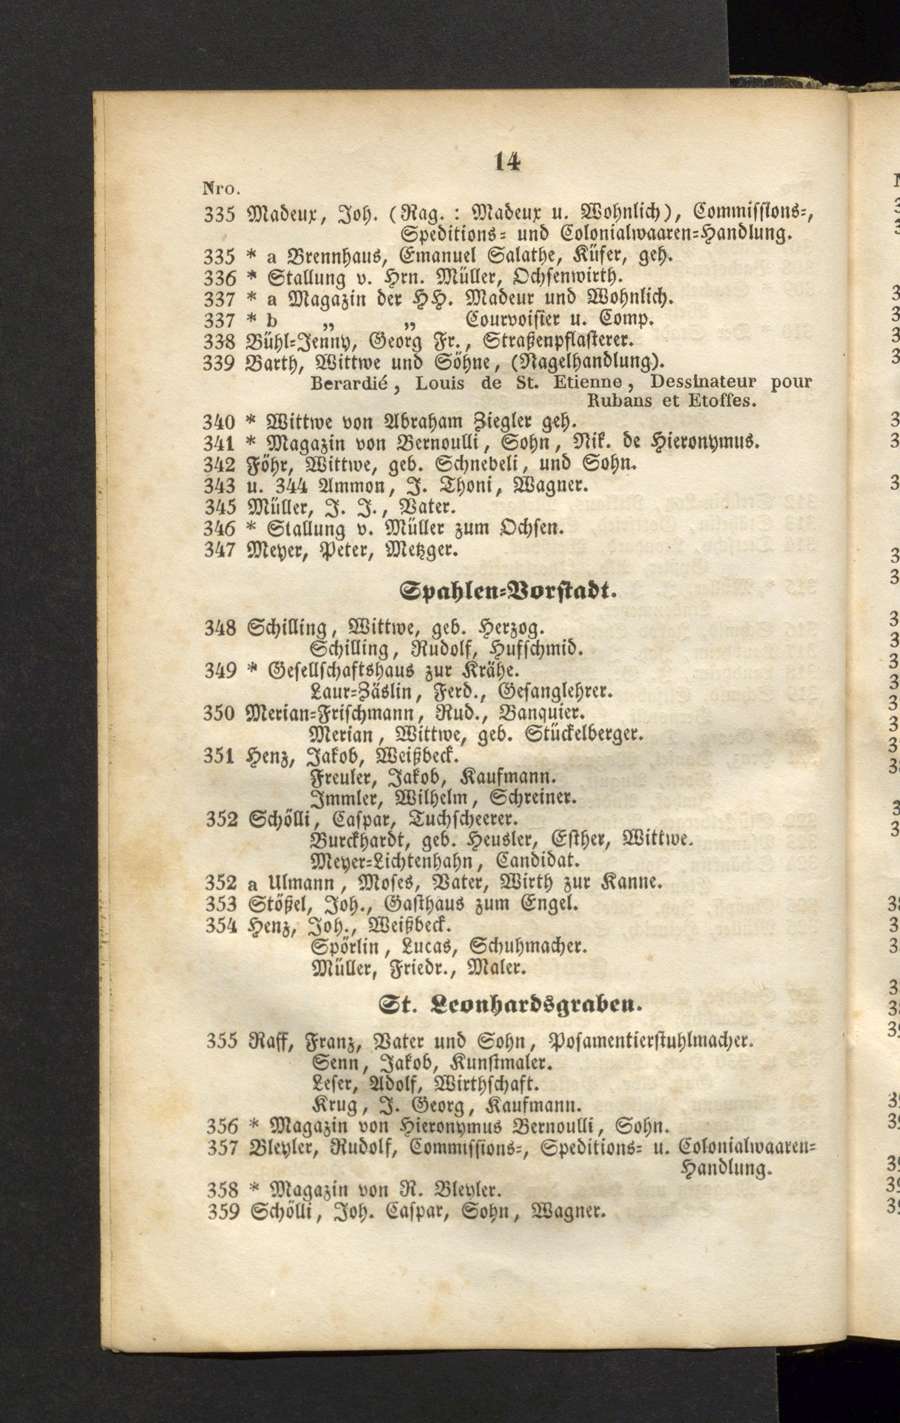 14
Nro.
335 Madeux, Joh. (Rag. : Madeux u. Wohnlich), Commissions-,
Speditions- und Colonialwaaren-Handlung.
335 * a Brennhaus, Emanuel Salathe, Küfer, geh.
336 * Stallung v. Hrn. Müller, Ochsenwirth.
337 * a Magazin der HH. Madeur und Wohnlich.
337 * b „ „ Courvoisier u. Comp.
338 Bühl-Jenny, Georg Fr., Straßenpflasterer.
339 Barth, Wittwe und Söhne, (Nagelhandlung).
Berardié, Louis de St. Etienne, Dessinateur pour
Rubans et Etoffes.
340 * Wittwe von Abraham Ziegler geh.
341 * Magazin von Bernoulli, Sohn, Nik. de Hieronymus.
342 Föhr, Wittwe, geb. Schnebeli, und Sohn.
343 u. 344 Ammon, J. Thoni, Wagner.
345 Müller, J. J., Vater.
346 * Stallung v. Müller zum Ochsen.
347 Meyer, Peter, Metzger.
Spahlen-Vorstadt.
348 Schilling, Wittwe, geb. Herzog.
Schilling, Rudolf, Hufschmid.
349 * Gesellschaftshaus zur Krähe.
Laur-Zäslin, Ferd., Gesanglehrer.
350 Merian-Frischmann, Rud., Banquier.
Merian, Wittwe, geb. Stückelberger.
351 Henz, Jakob, Weißbeck.
Freuler, Jakob, Kaufmann.
Immler, Wilhelm, Schreiner.
352 Schölli, Caspar, Tuchscheerer.
Burckhardt, geb. Heusler, Esther, Wittwe.
Meyer-Lichtenhahn, Candidat.
352 a Ulmann, Moses, Vater, Wirth zur Kanne.
353 Stößel, Joh., Gasthaus zum Engel.
354 Henz, Joh., Weißbeck.
Spörlin, Lucas, Schuhmacher.
Müller, Friedr., Maler.
St. Leonhardsgraben.
355 Raff, Franz, Vater und Sohn, Posamentierstuhlmacher.
Senn, Jakob, Kunstmaler.
Leser, Adolf, Wirthschaft.
Krug, J. Georg, Kaufmann.
356 * Magazin von Hieronymus Bernoulli, Sohn.
357 Bleyler, Rudolf, Commissions-, Speditions- u. Colonialwaaren-
Handlung.
358 * Magazin von R. Bleyler.
359 Schölli, Joh. Caspar, Sohn, Wagner.